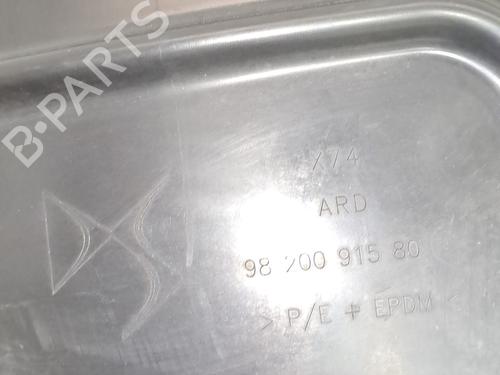 B-PARTS
X74
ARD
98 200 915 80
> P/E + EPDM <